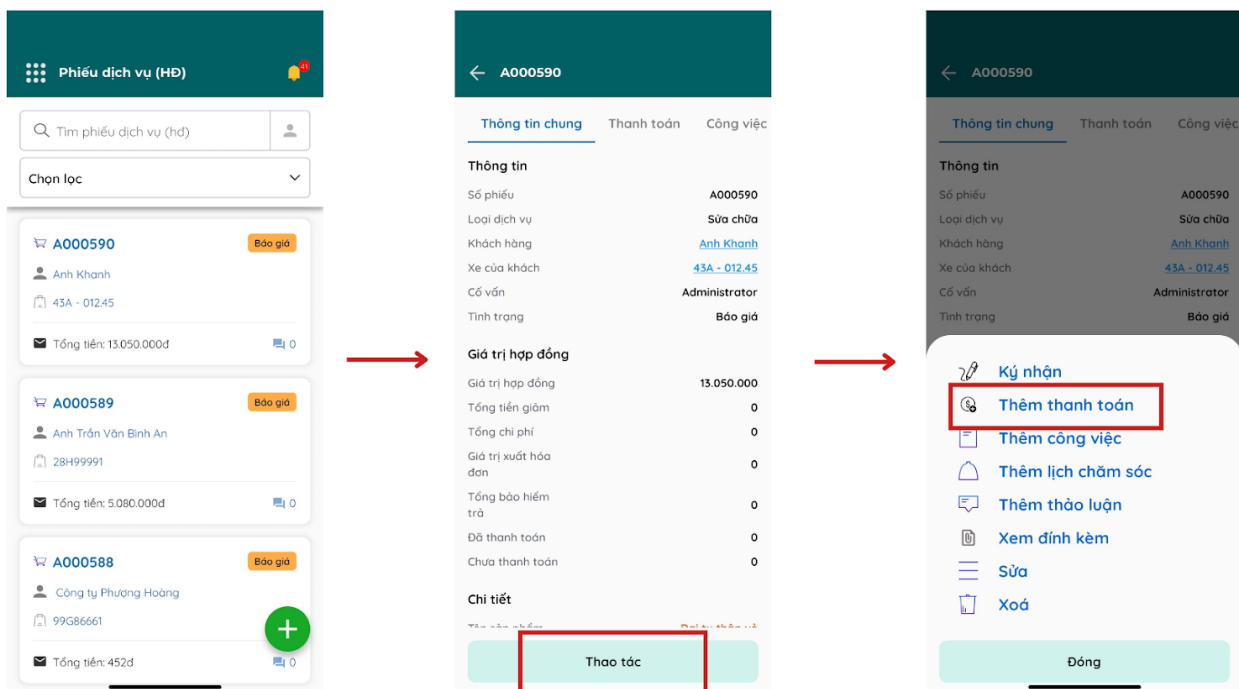 Phiếu dịch vụ (HĐ)
41
Tìm phiếu dịch vụ (hđ)
Chọn lọc
A000590
Báo giá
Anh Khanh
43A - 012.45
Tổng tiền: 13.050.000đ
0
A000589
Báo giá
Anh Trần Văn Bình An
28H99991
Tổng tiền: 5.080.000đ
0
A000588
Báo giá
Công ty Phượng Hoàng
99G86661
Tổng tiền: 452đ
0
A000590
Thông tin chung Thanh toán Công việc
Thông tin
Số phiếu A000590
Loại dịch vụ Sửa chữa
Khách hàng Anh Khanh
Xe của khách 43A - 012.45
Cố vấn Administrator
Tình trạng Báo giá
Giá trị hợp đồng
Giá trị hợp đồng 13.050.000
Tổng tiền giảm 0
Tổng chi phí 0
Giá trị xuất hóa
đơn 0
Tổng bảo hiểm
trả 0
Đã thanh toán 0
Chưa thanh toán 0
Chi tiết
Tên sản phẩm
Thao tác
A000590
Thông tin chung Thanh toán Công việc
Thông tin
Số phiếu A000590
Loại dịch vụ Sửa chữa
Khách hàng Anh Khanh
Xe của khách 43A - 012.45
Cố vấn Administrator
Tình trạng Báo giá
Ký nhận
Thêm thanh toán
Thêm công việc
Thêm lịch chăm sóc
Thêm thảo luận
Xem đính kèm
Sửa
Xoá
Đóng